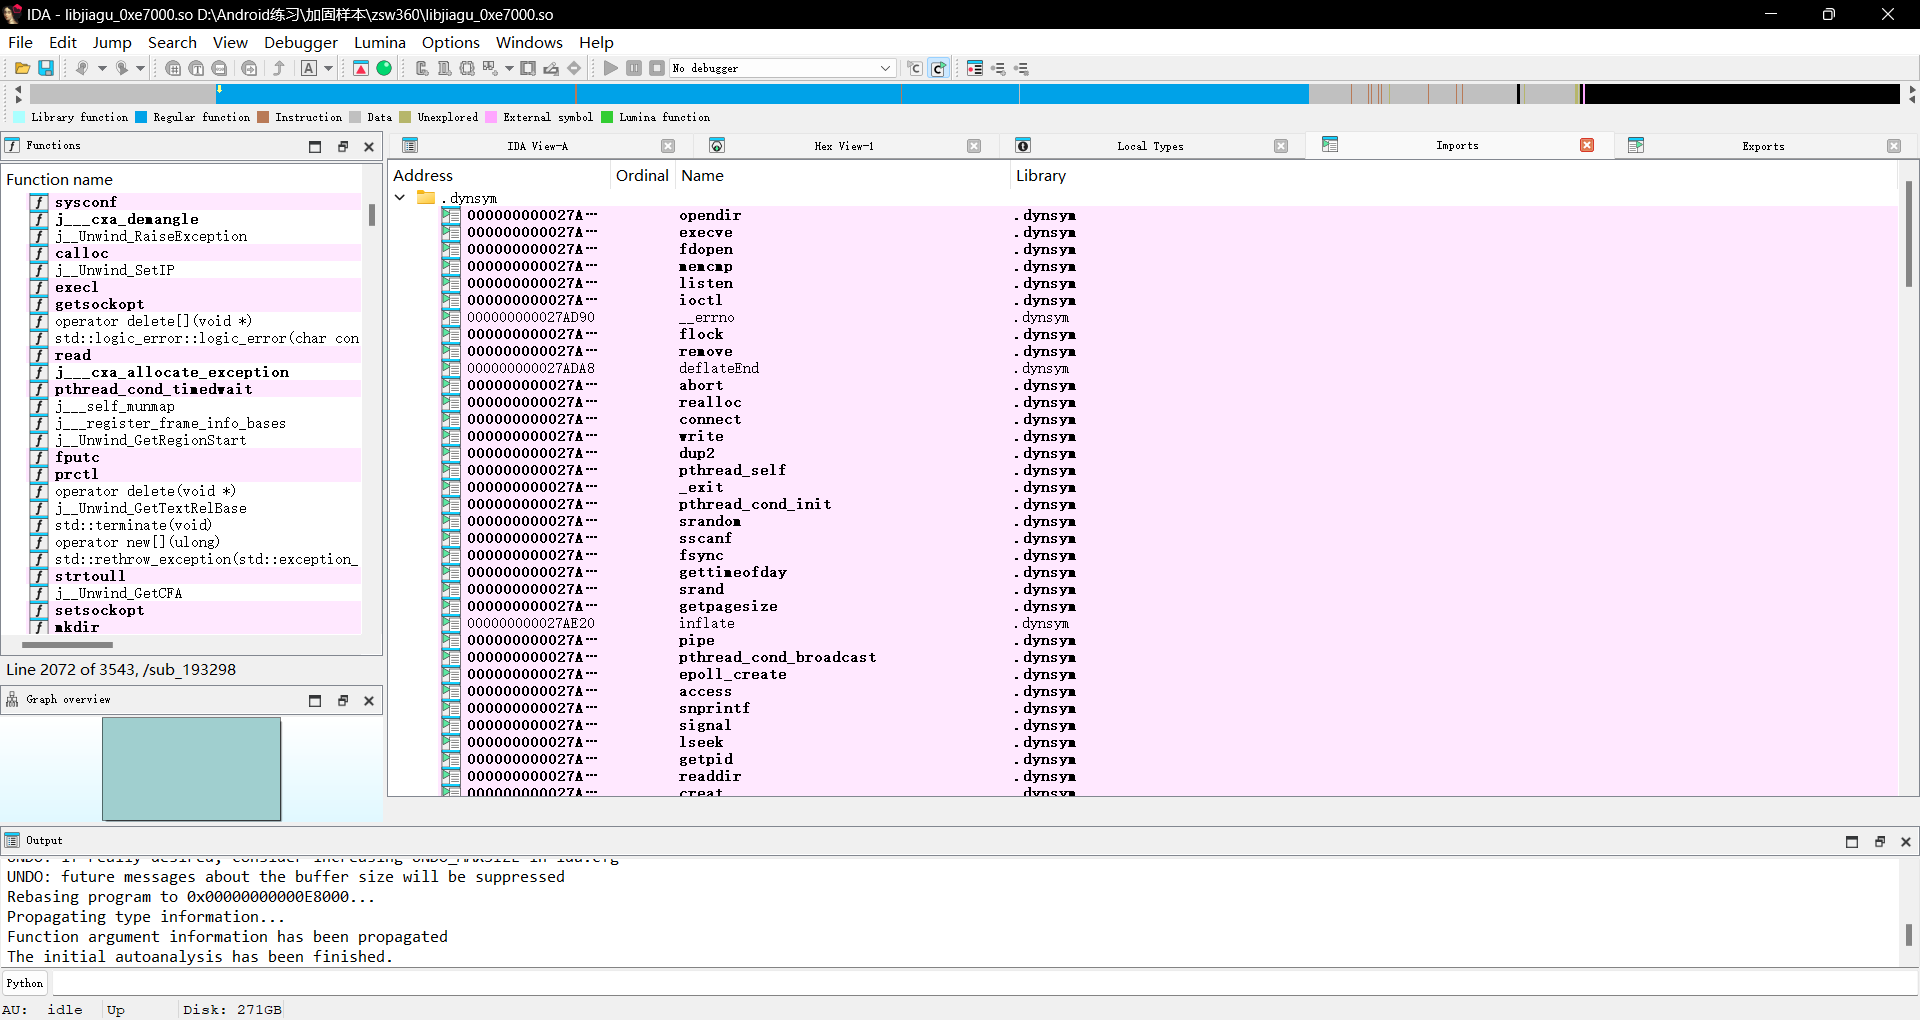 IDA - libjiagu_0xe7000.so D:\Android练习\加固样本\zsw360\libjiagu_0xe7000.so
File Edit Jump Search View Debugger Lumina Options Windows Help
No debugger
Library function Regular function Instruction Data Unexplored External symbol Lumina function
Functions
Function name
sysconf
j___cxa_demangle
j__Unwind_RaiseException
calloc
j__Unwind_SetIP
execl
getsockopt
operator delete[](void *)
std::logic_error::logic_error(char con
read
j___cxa_allocate_exception
pthread_cond_timedwait
j___self_munmap
j___register_frame_info_bases
j__Unwind_GetRegionStart
fputc
prctl
operator delete(void *)
j__Unwind_GetTextRelBase
std::terminate(void)
operator new[](ulong)
std::rethrow_exception(std::exception_
strtoull
j__Unwind_GetCFA
setsockopt
mkdir
Line 2072 of 3543, /sub_193298
Graph overview
IDA View-A Hex View-1 Local Types Imports Exports
Address Ordinal Name Library
.dynsym
000000000027A··· opendir .dynsym
000000000027A··· execve .dynsym
000000000027A··· fdopen .dynsym
000000000027A··· memcmp .dynsym
000000000027A··· listen .dynsym
000000000027A··· ioctl .dynsym
000000000027AD90 __errno .dynsym
000000000027A··· flock .dynsym
000000000027A··· remove .dynsym
000000000027ADA8 deflateEnd .dynsym
000000000027A··· abort .dynsym
000000000027A··· realloc .dynsym
000000000027A··· connect .dynsym
000000000027A··· write .dynsym
000000000027A··· dup2 .dynsym
000000000027A··· pthread_self .dynsym
000000000027A··· _exit .dynsym
000000000027A··· pthread_cond_init .dynsym
000000000027A··· srandom .dynsym
000000000027A··· sscanf .dynsym
000000000027A··· fsync .dynsym
000000000027A··· gettimeofday .dynsym
000000000027A··· srand .dynsym
000000000027A··· getpagesize .dynsym
000000000027AE20 inflate .dynsym
000000000027A··· pipe .dynsym
000000000027A··· pthread_cond_broadcast .dynsym
000000000027A··· epoll_create .dynsym
000000000027A··· access .dynsym
000000000027A··· snprintf .dynsym
000000000027A··· signal .dynsym
000000000027A··· lseek .dynsym
000000000027A··· getpid .dynsym
000000000027A··· readdir .dynsym
000000000027A··· creat .dynsym
Output
UNDO: if really desired, consider increasing UNDO_MAXSIZE in ida.cfg
UNDO: future messages about the buffer size will be suppressed
Rebasing program to 0x00000000000E8000...
Propagating type information...
Function argument information has been propagated
The initial autoanalysis has been finished.
Python
AU: idle Up Disk: 271GB